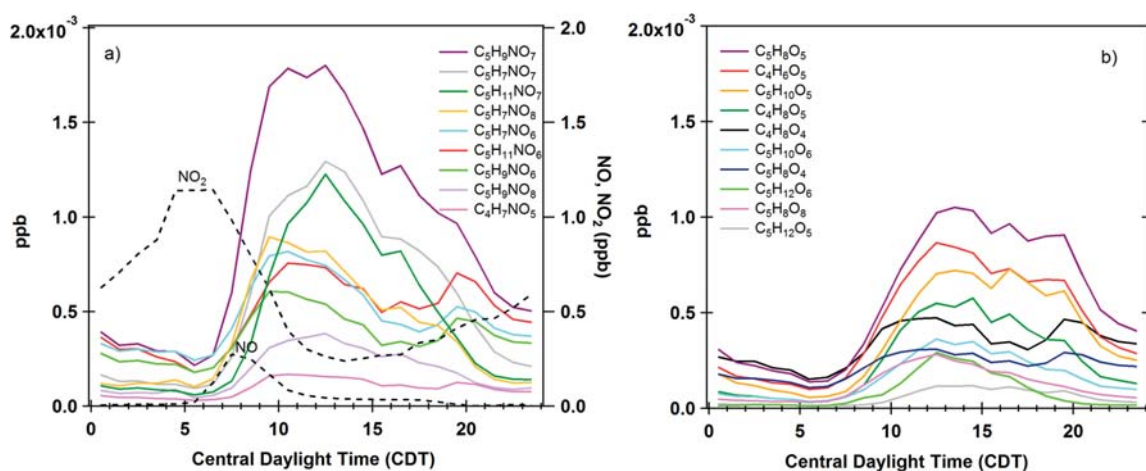 2.0x10⁻³
1.5
1.0
0.5
0.0
ppb
a)
NO₂
NO
C₅H₉NO₇
C₅H₇NO₇
C₅H₁₁NO₇
C₅H₇NO₈
C₅H₇NO₆
C₅H₁₁NO₆
C₅H₉NO₆
C₅H₉NO₈
C₄H₇NO₅
2.0
1.5
1.0
0.5
0.0
NO, NO₂ (ppb)
0 5 10 15 20
Central Daylight Time (CDT)
2.0x10⁻³
1.5
1.0
0.5
0.0
ppb
b)
C₅H₈O₅
C₄H₆O₅
C₅H₁₀O₅
C₄H₈O₅
C₄H₈O₄
C₅H₁₀O₆
C₅H₈O₄
C₅H₁₂O₆
C₅H₈O₈
C₅H₁₂O₅
0 5 10 15 20
Central Daylight Time (CDT)